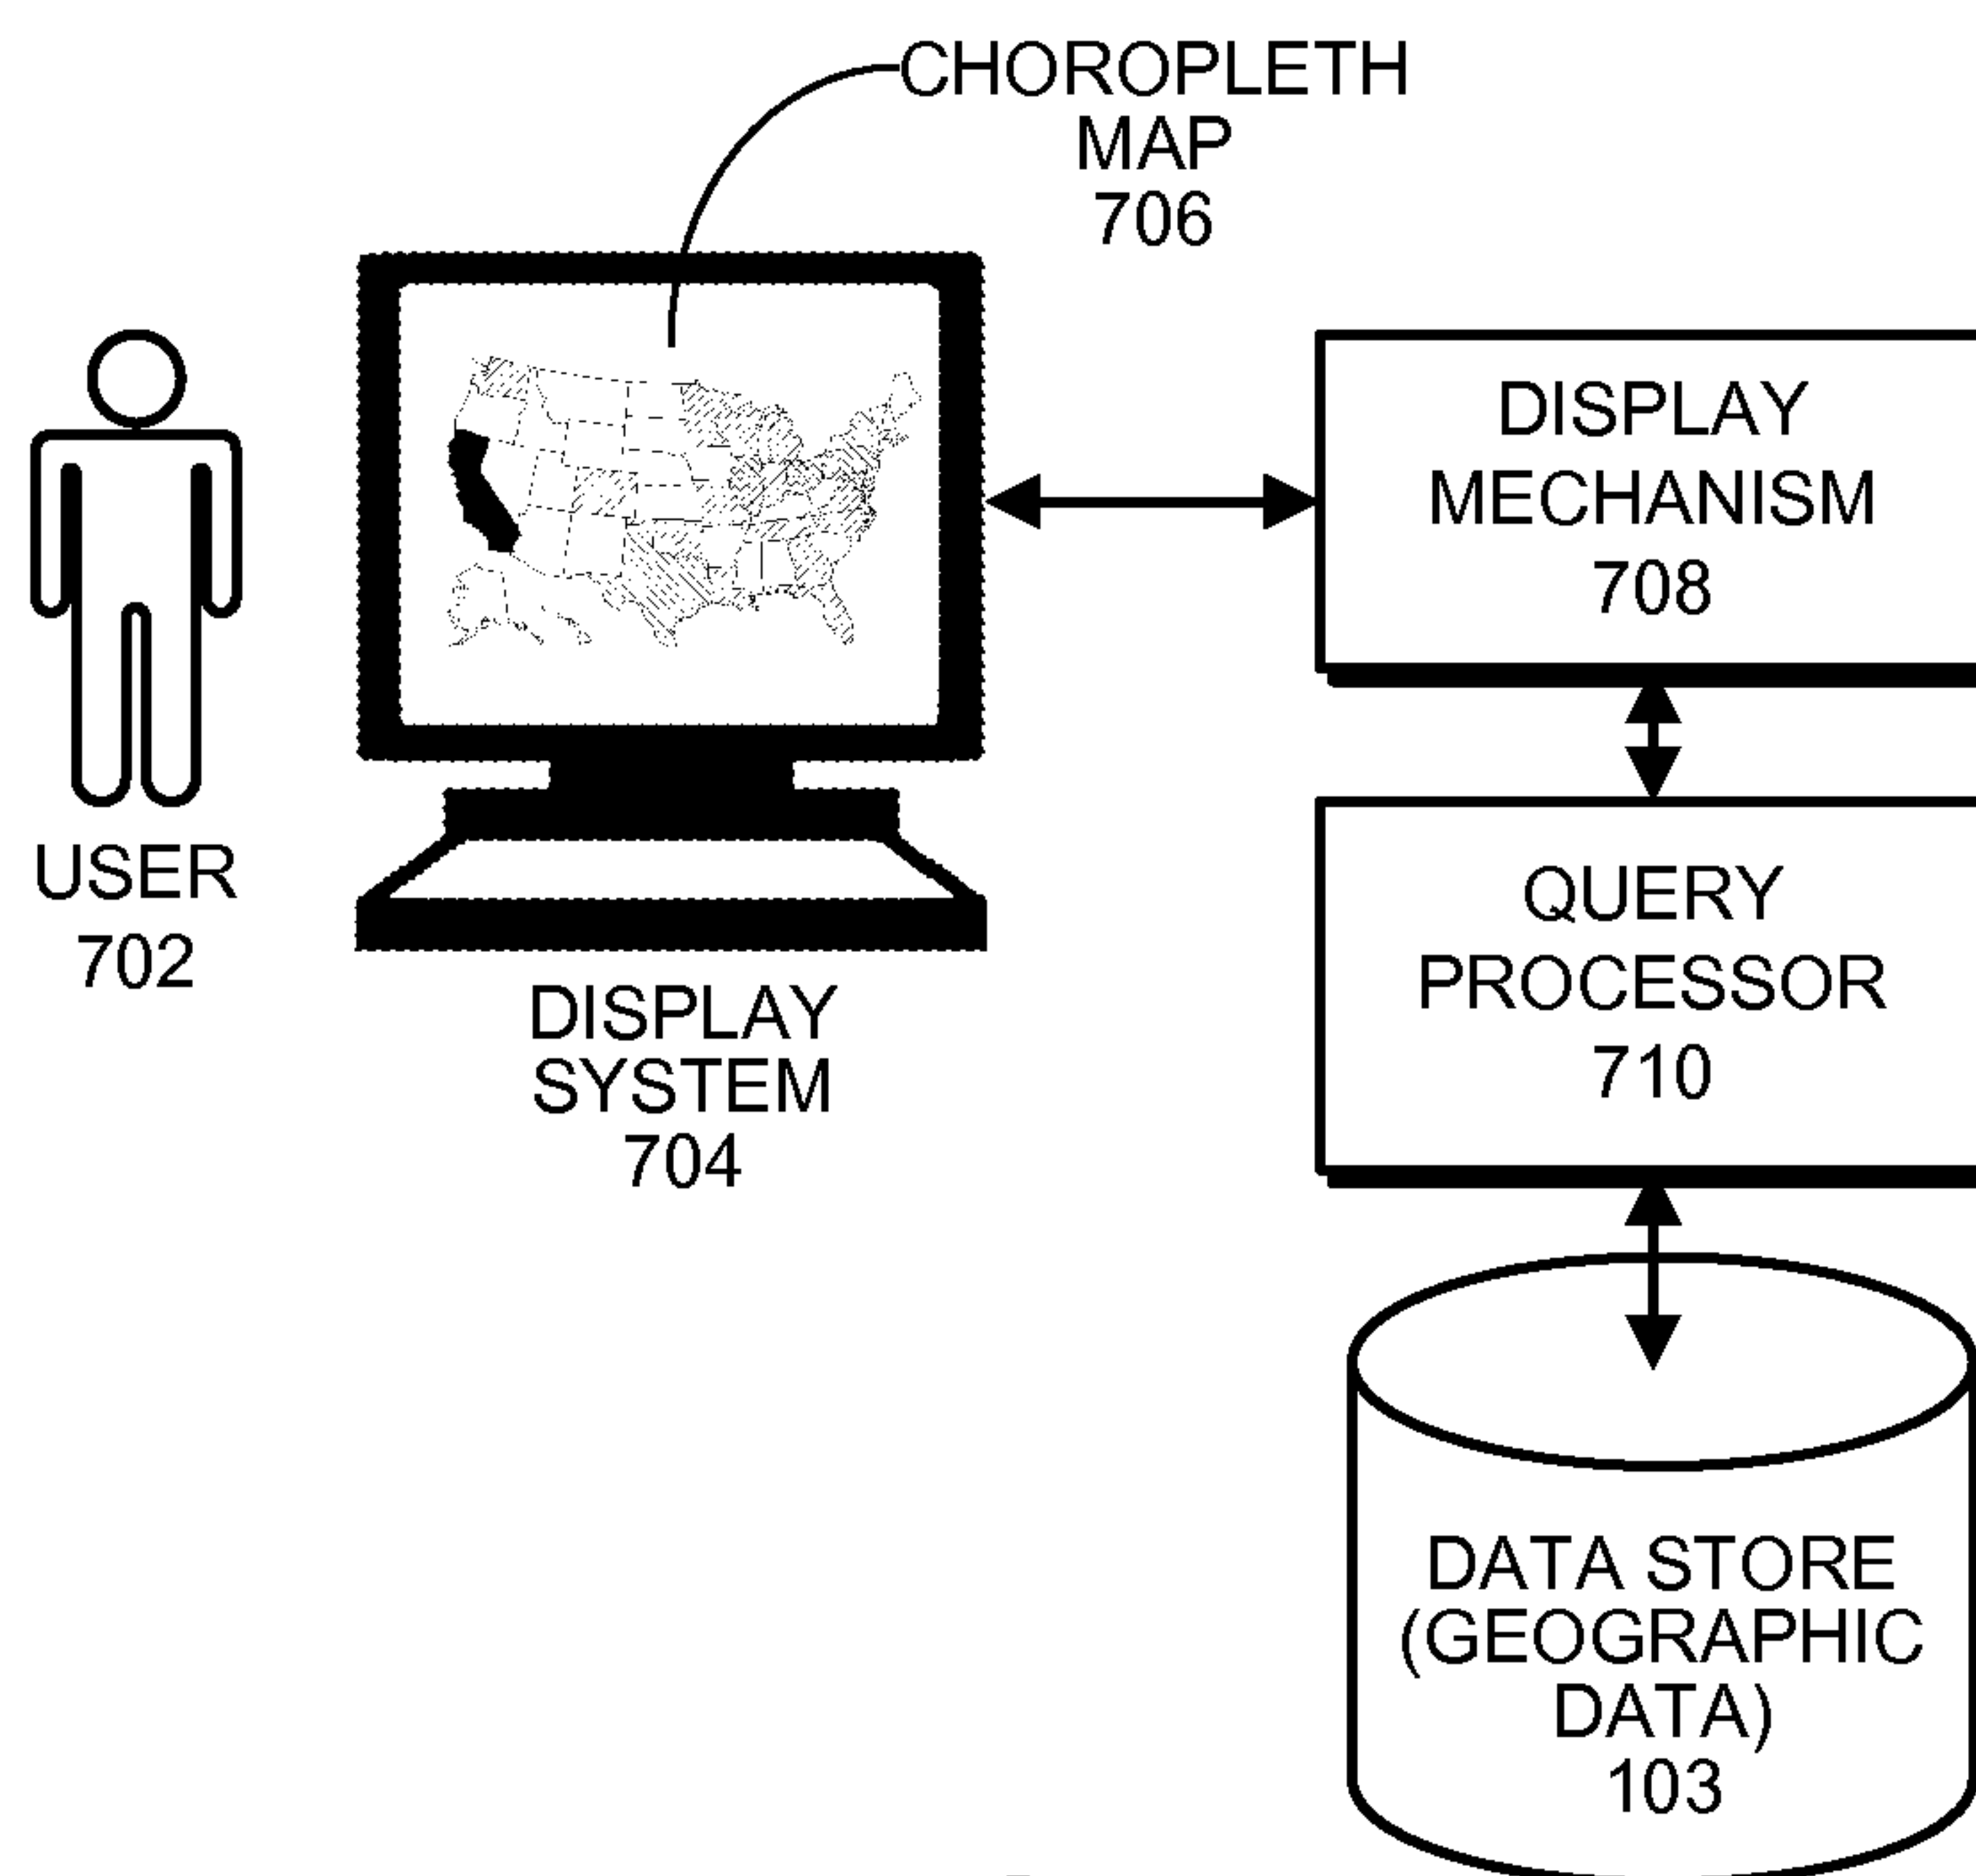 CHOROPLETH
MAP
706
DISPLAY
MECHANISM
708
USER
702
QUERY
PROCESSOR
710
DISPLAY
SYSTEM
704
DATA STORE
(GEOGRAPHIC
DATA)
103